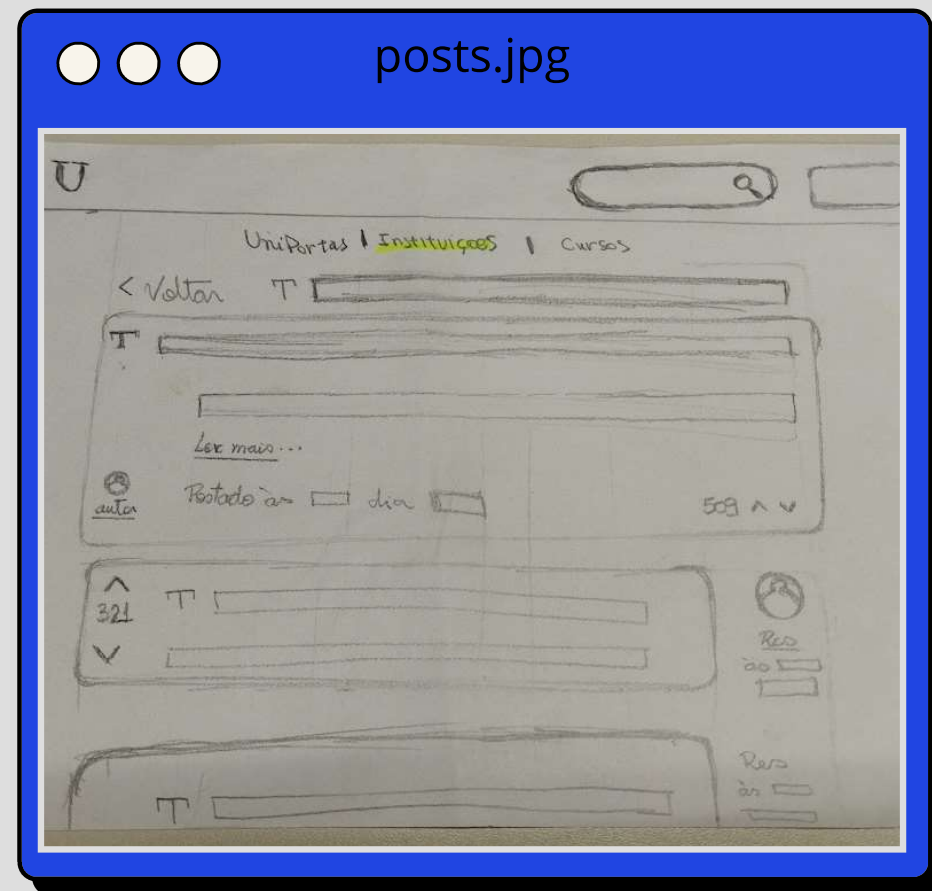 posts.jpg
U
UniPortas | Instituições | Cursos
< Voltar T
T
Ler mais...
autor
Postado às dia
509
321
T
Res
às
Res
às
T